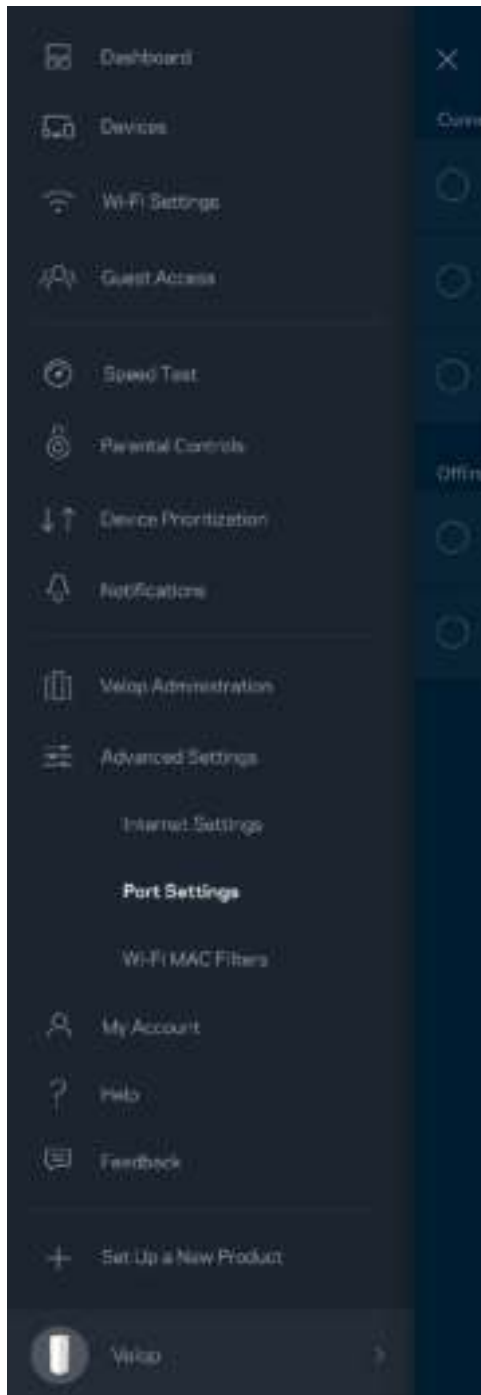 Dashboard
Devices
Wi-Fi Settings
Guest Access
Speed Test
Parental Controls
Device Prioritization
Notifications
Velop Administration
Advanced Settings
Internet Settings
Port Settings
Wi-Fi MAC Filters
My Account
Help
Feedback
Set Up a New Product
Velop